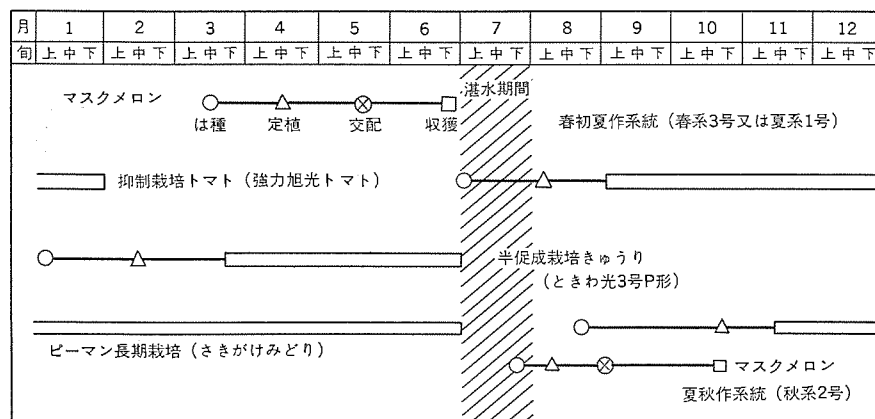 月 1 2 3 4 5 6 7 8 9 10 11 12
旬 上中下 上中下 上中下 上中下 上中下 上中下 上中下 上中下 上中下 上中下 上中下 上中下
マスクメロン
湛水期間
は種 定植 交配 収獲
春初夏作系統（春系3号又は夏系1号）
抑制栽培トマト（強力旭光トマト）
半促成栽培きゅうり
（ときわ光3号P形）
ピーマン長期栽培（さきがけみどり）
マスクメロン
夏秋作系統（秋系2号）